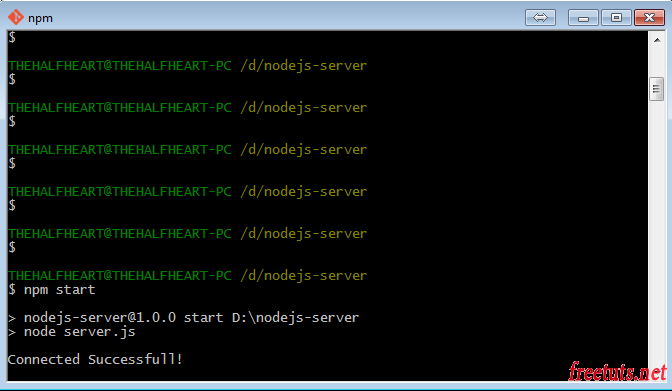 npm
$
THEHALFHEART@THEHALFHEART-PC /d/nodejs-server
$
THEHALFHEART@THEHALFHEART-PC /d/nodejs-server
$
THEHALFHEART@THEHALFHEART-PC /d/nodejs-server
$
THEHALFHEART@THEHALFHEART-PC /d/nodejs-server
$
THEHALFHEART@THEHALFHEART-PC /d/nodejs-server
$
THEHALFHEART@THEHALFHEART-PC /d/nodejs-server
$ npm start
> nodejs-server@1.0.0 start D:\nodejs-server
> node server.js
Connected Successfull!
freetuts.net